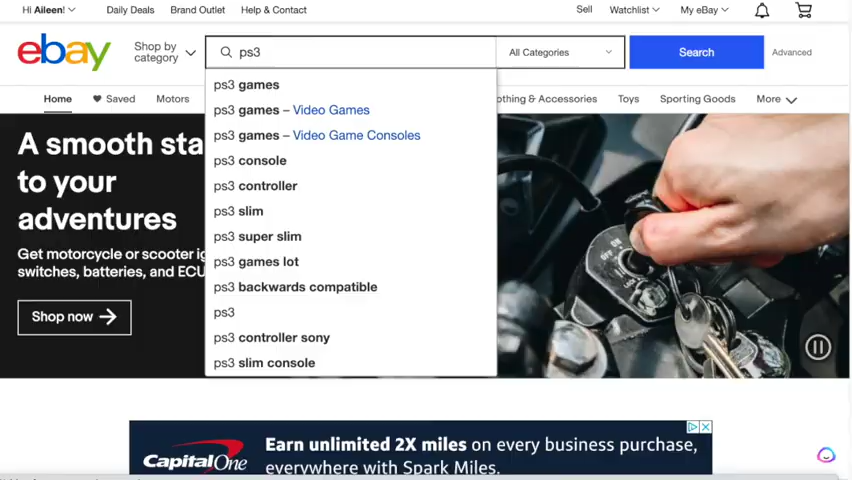 Hi Aileen!
Daily Deals
Brand Outlet
Help & Contact
Sell
Watchlist
My eBay
ebay
Shop by
category
ps3
All Categories
Search
Advanced
Home
Saved
Motors
othing & Accessories
Toys
Sporting Goods
More
ps3 games
ps3 games – Video Games
ps3 games – Video Game Consoles
ps3 console
ps3 controller
ps3 slim
ps3 super slim
ps3 games lot
ps3 backwards compatible
ps3
ps3 controller sony
ps3 slim console
A smooth sta
to your
adventures
Get motorcycle or scooter ig
switches, batteries, and ECU
Shop now
Capital One
Earn unlimited 2X miles on every business purchase,
everywhere with Spark Miles.